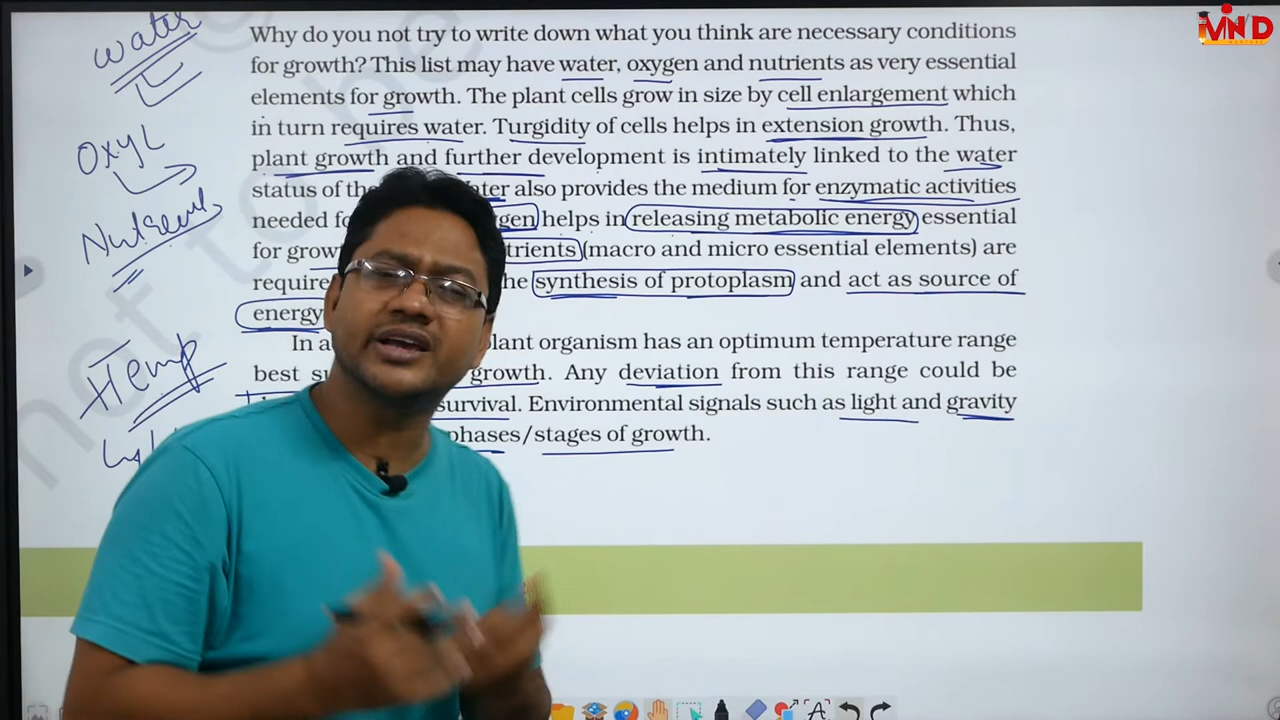 Why do you not try to write down what you think are necessary conditions
for growth? This list may have water, oxygen and nutrients as very essential
elements for growth. The plant cells grow in size by cell enlargement which
in turn requires water. Turgidity of cells helps in extension growth. Thus,
plant growth and further development is intimately linked to the water
status of the ater also provides the medium for enzymatic activities
needed fo gen helps in releasing metabolic energy essential
for grow trients (macro and micro essential elements) are
require he synthesis of protoplasm and act as source of
energy
In a lant organism has an optimum temperature range
best su growth. Any deviation from this range could be
survival. Environmental signals such as light and gravity
phases/stages of growth.
water
OxyL
Nutrients
Temp
MIND